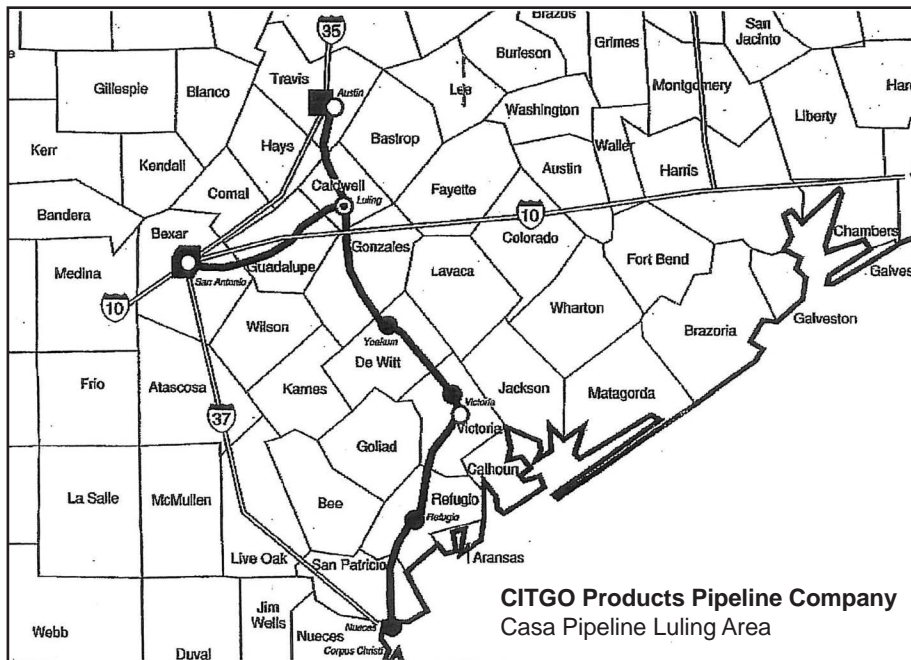 Brazos
San
Jacinto
35
Grimes
Burleson
Travis
Gillespie
Blanco
Lee
Montgomery
Har
Austin
Washington
Liberty
Bastrop
Hays
Waller
Kerr
Kendall
Austin
Harris
Caldwell
Fayette
Comal
Luling
Bandera
10
Bexar
Chambers
Colorado
Gonzales
Guadalupe
Fort Bend
Medina
Lavaca
Galves
San Antonio
10
Wharton
Wilson
Brazoria
Galveston
Yoakum
De Witt
Frio
Atascosa
Karnes
Jackson
Matagorda
Victoria
37
Victoria
Goliad
Calhoun
La Salle
McMullen
Bee
Refugio
Refugio
Live Oak
San Patricio
Aransas
CITGO Products Pipeline Company
Casa Pipeline Luling Area
Jim
Wells
Webb
Nueces
Nueces
Duval
Corpus Christi